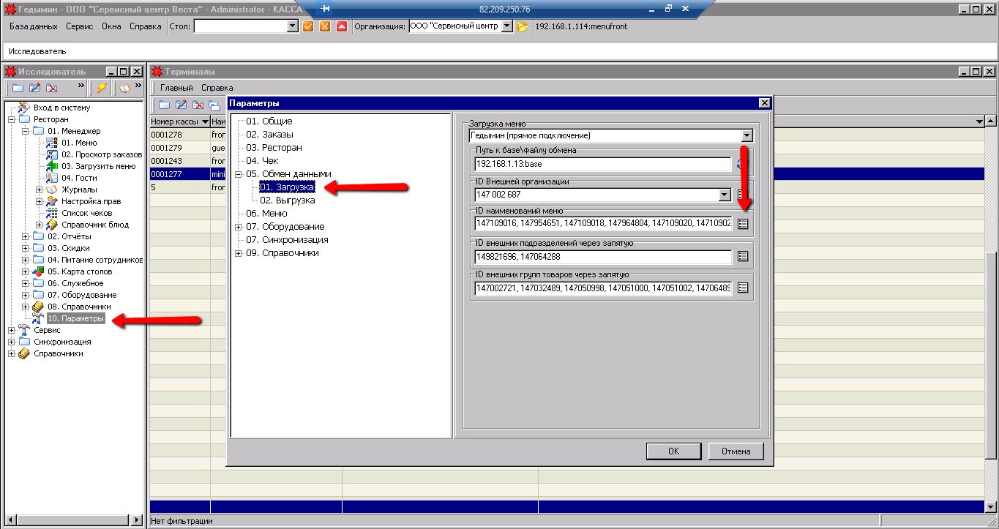 Гедымин - ООО "Сервисный центр Веста" - Administrator - КАССА
82.209.250.76
База данных Сервис Окна Справка Стол: Организация: ООО "Сервисный центр 192.168.1.114:menufront
Исследователь
Исследователь
Вход в систему
Ресторан
01. Менеджер
01. Меню
02. Просмотр заказов
03. Загрузить меню
04. Гости
Журналы
Настройка прав
Список чеков
Справочник блюд
02. Отчёты
03. Скидки
04. Питание сотрудников
05. Карта столов
06. Служебное
07. Оборудование
08. Справочники
10. Параметры
Сервис
Синхронизация
Справочники
Терминалы
Главный Справка
Номер кассы Наи
0001278 fron
0001279 gue
0001243 fron
0001277 mini
5 fron
Нет фильтрации
Параметры
01. Общие
02. Заказы
03. Ресторан
04. Чек
05. Обмен данными
01. Загрузка
02. Выгрузка
06. Меню
07. Оборудование
07. Синхронизация
09. Справочники
Загрузка меню
Гедымин (прямое подключение)
Путь к базе\Файлу обмена
192.168.1.13:base
ID Внешней организации
147 002 687
ID наименований меню
147109016, 147954651, 147109018, 147964804, 147109020, 14710902
ID внешних подразделений через запятую
149821696, 147064288
ID внешних групп товаров через запятую
147002721, 147032489, 147050998, 147051000, 147051002, 14706489
OK Отмена